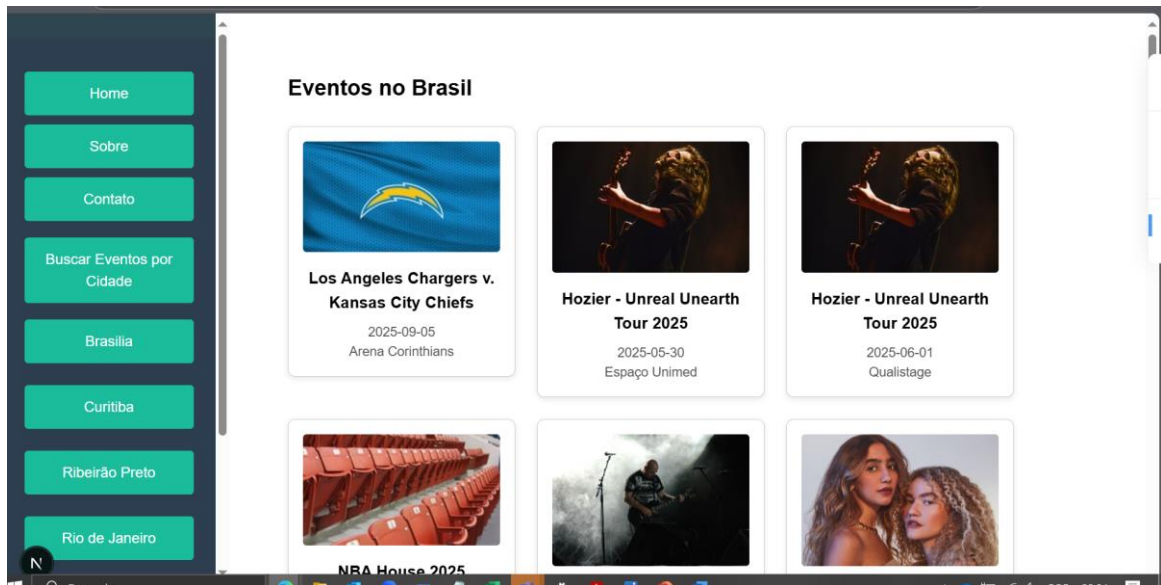 Home
Sobre
Contato
Buscar Eventos por
Cidade
Brasilia
Curitiba
Ribeirão Preto
Rio de Janeiro
N
Eventos no Brasil
Los Angeles Chargers v.
Kansas City Chiefs
2025-09-05
Arena Corinthians
Hozier - Unreal Unearth
Tour 2025
2025-05-30
Espaço Unimed
Hozier - Unreal Unearth
Tour 2025
2025-06-01
Qualistage
NBA House 2025